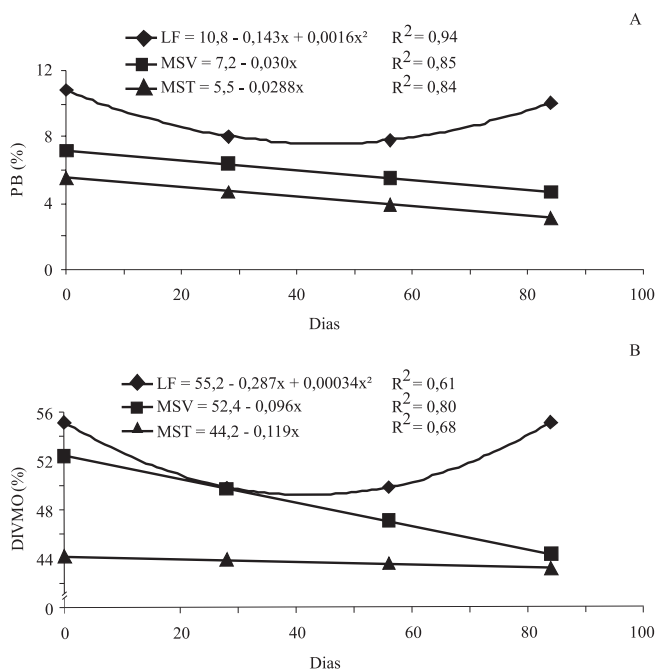 A
LF = 10,8 - 0,143x + 0,0016x² R² = 0,94
MSV = 7,2 - 0,030x R² = 0,85
MST = 5,5 - 0,0288x R² = 0,84
12
8
4
0
PB (%)
0 20 40 60 80 100
Dias
B
LF = 55,2 - 0,287x + 0,00034x² R² = 0,61
MSV = 52,4 - 0,096x R² = 0,80
MST = 44,2 - 0,119x R² = 0,68
56
52
48
44
0
DIVMO (%)
0 20 40 60 80 100
Dias